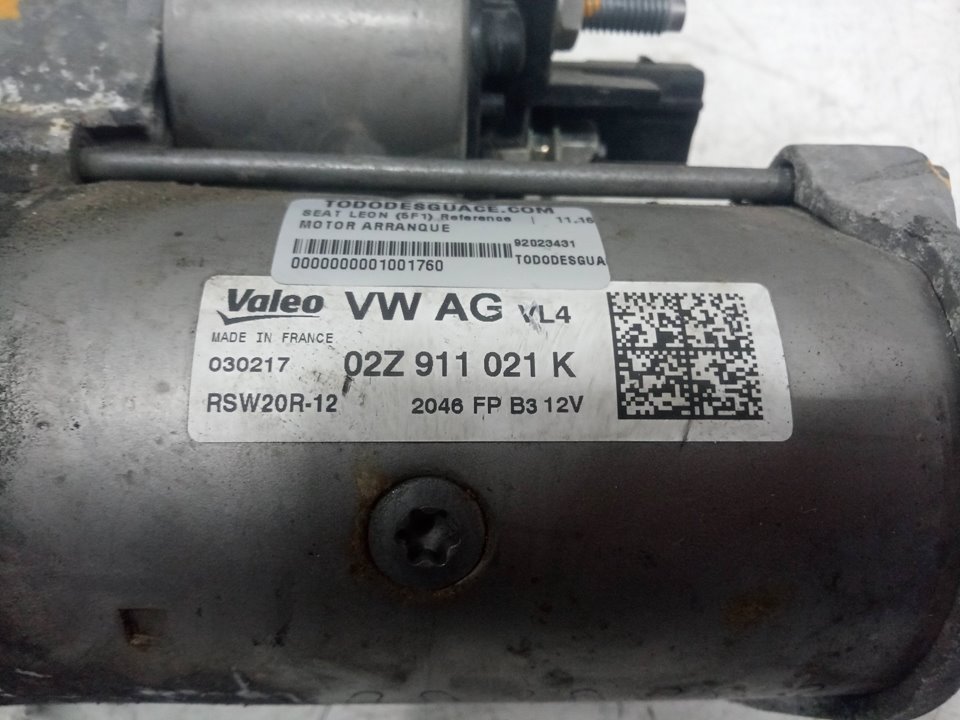 TODODESGUACE.COM
SEAT LEON (5F1) Reference | 11.16
MOTOR ARRANQUE
92023431
0000000001001760 TODODESGUA
Valeo VW AG VL4
MADE IN FRANCE
030217 02Z 911 021 K
RSW20R-12 2046 FP B3 12V